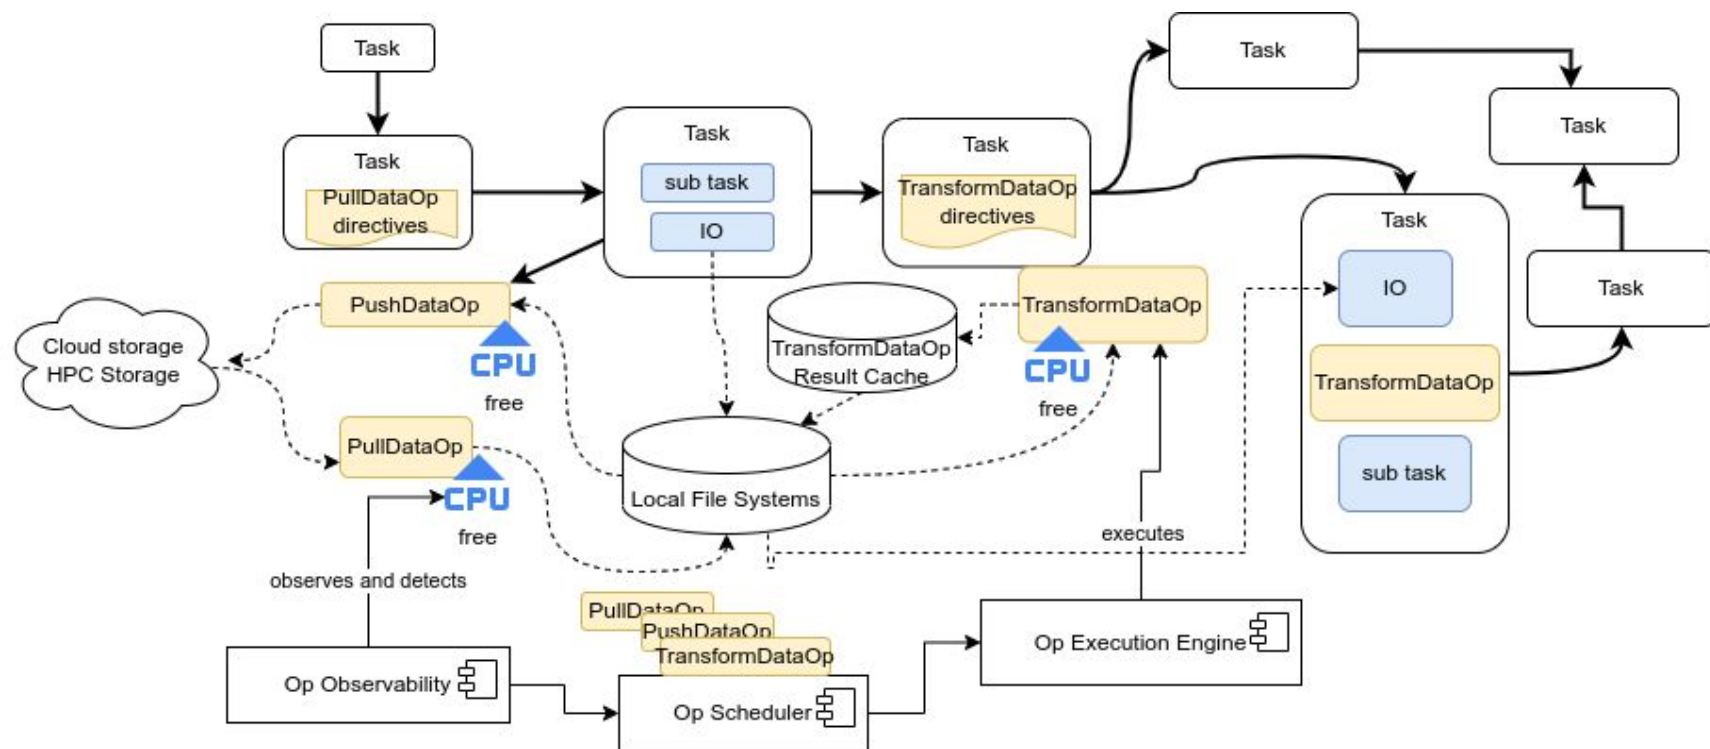 Task
Task
PullDataOp
directives
Task
sub task
IO
Task
TransformDataOp
directives
Task
Task
Task
IO
TransformDataOp
sub task
Task
PushDataOp
CPU
free
Cloud storage
HPC Storage
PullDataOp
CPU
free
TransformDataOp
Result Cache
TransformDataOp
CPU
free
Local File Systems
observes and detects
executes
PullDataOp
PushDataOp
TransformDataOp
Op Observability
Op Scheduler
Op Execution Engine